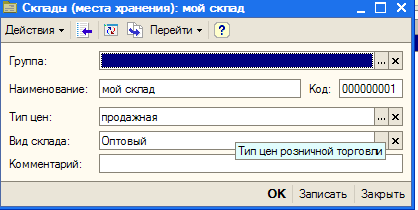 Склады (места хранения): мой склад
Действия Перейти
Группа:
Наименование: мой склад Код: 000000001
Тип цен: продажная
Вид склада: Оптовый
Тип цен розничной торговли
Комментарий:
OK Записать Закрыть